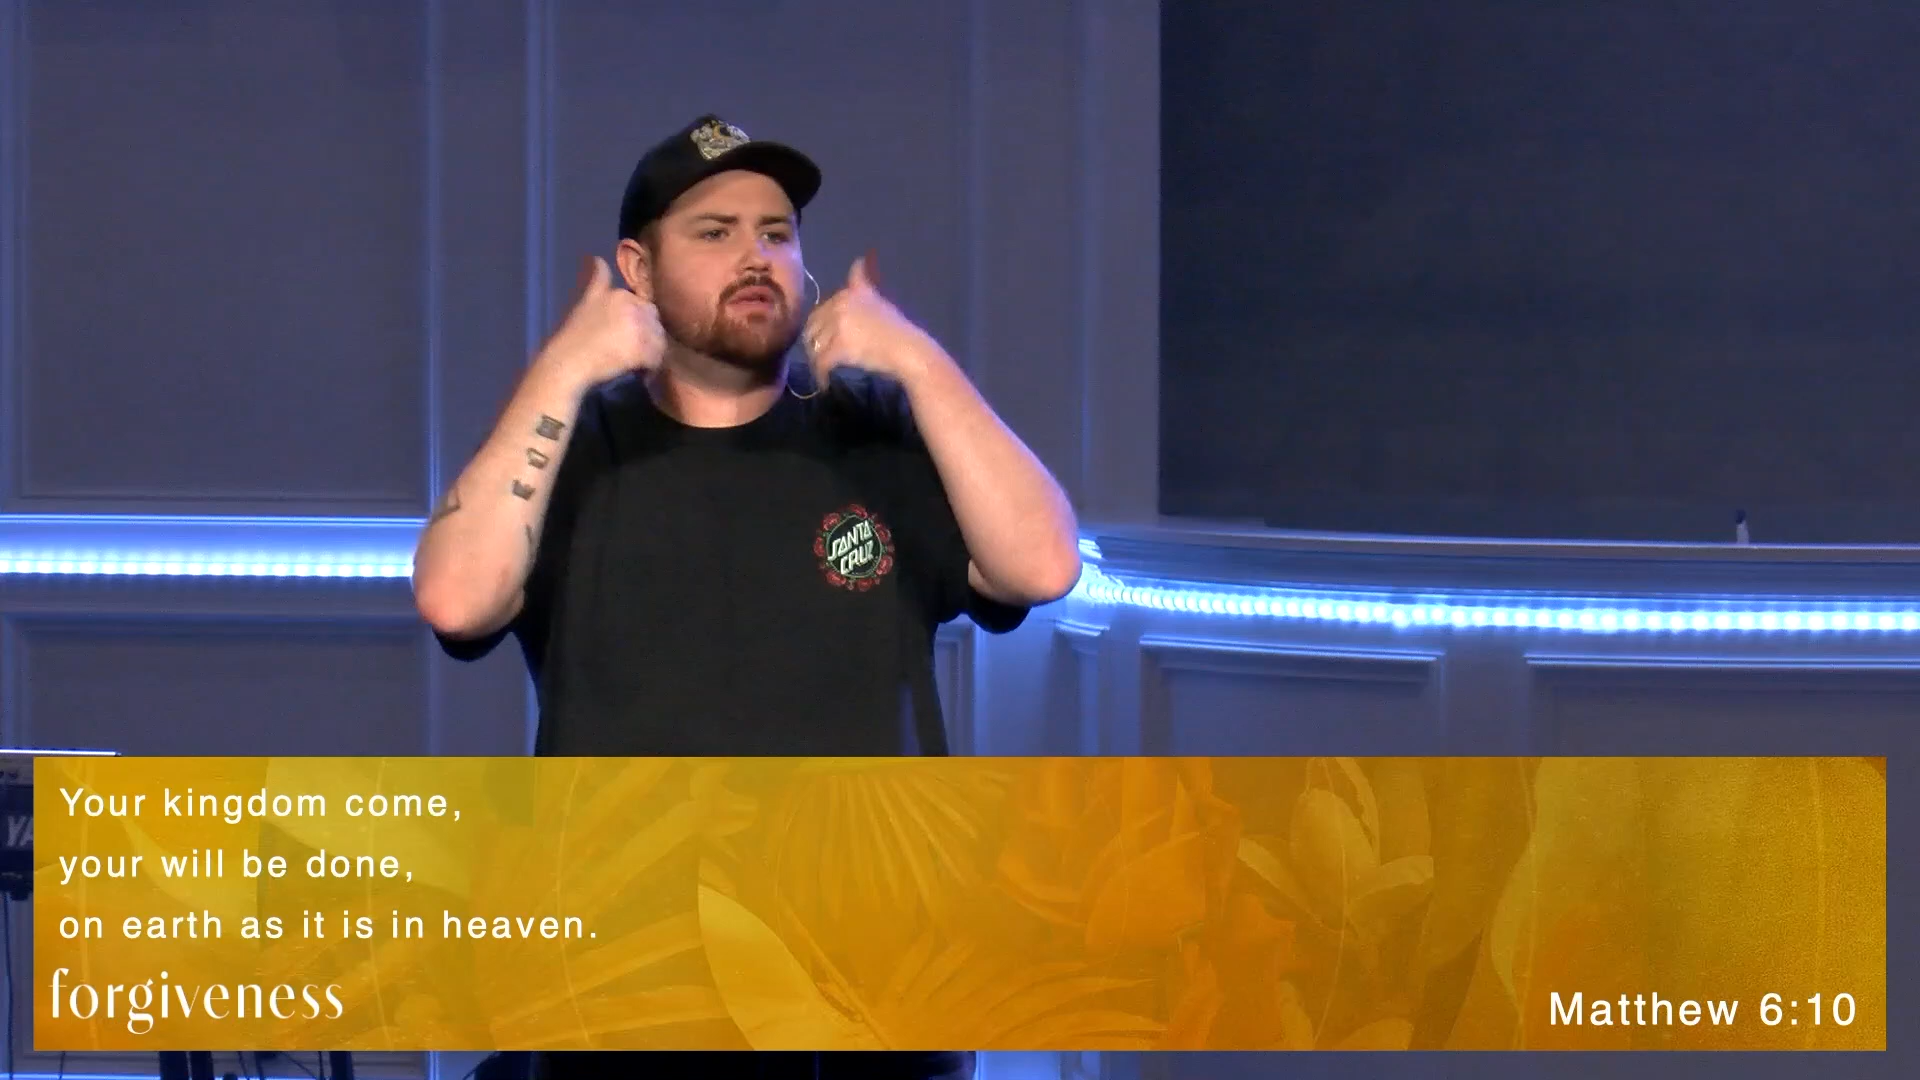 SANTA
CRUZ
Your kingdom come,
your will be done,
on earth as it is in heaven.
forgiveness
Matthew 6:10